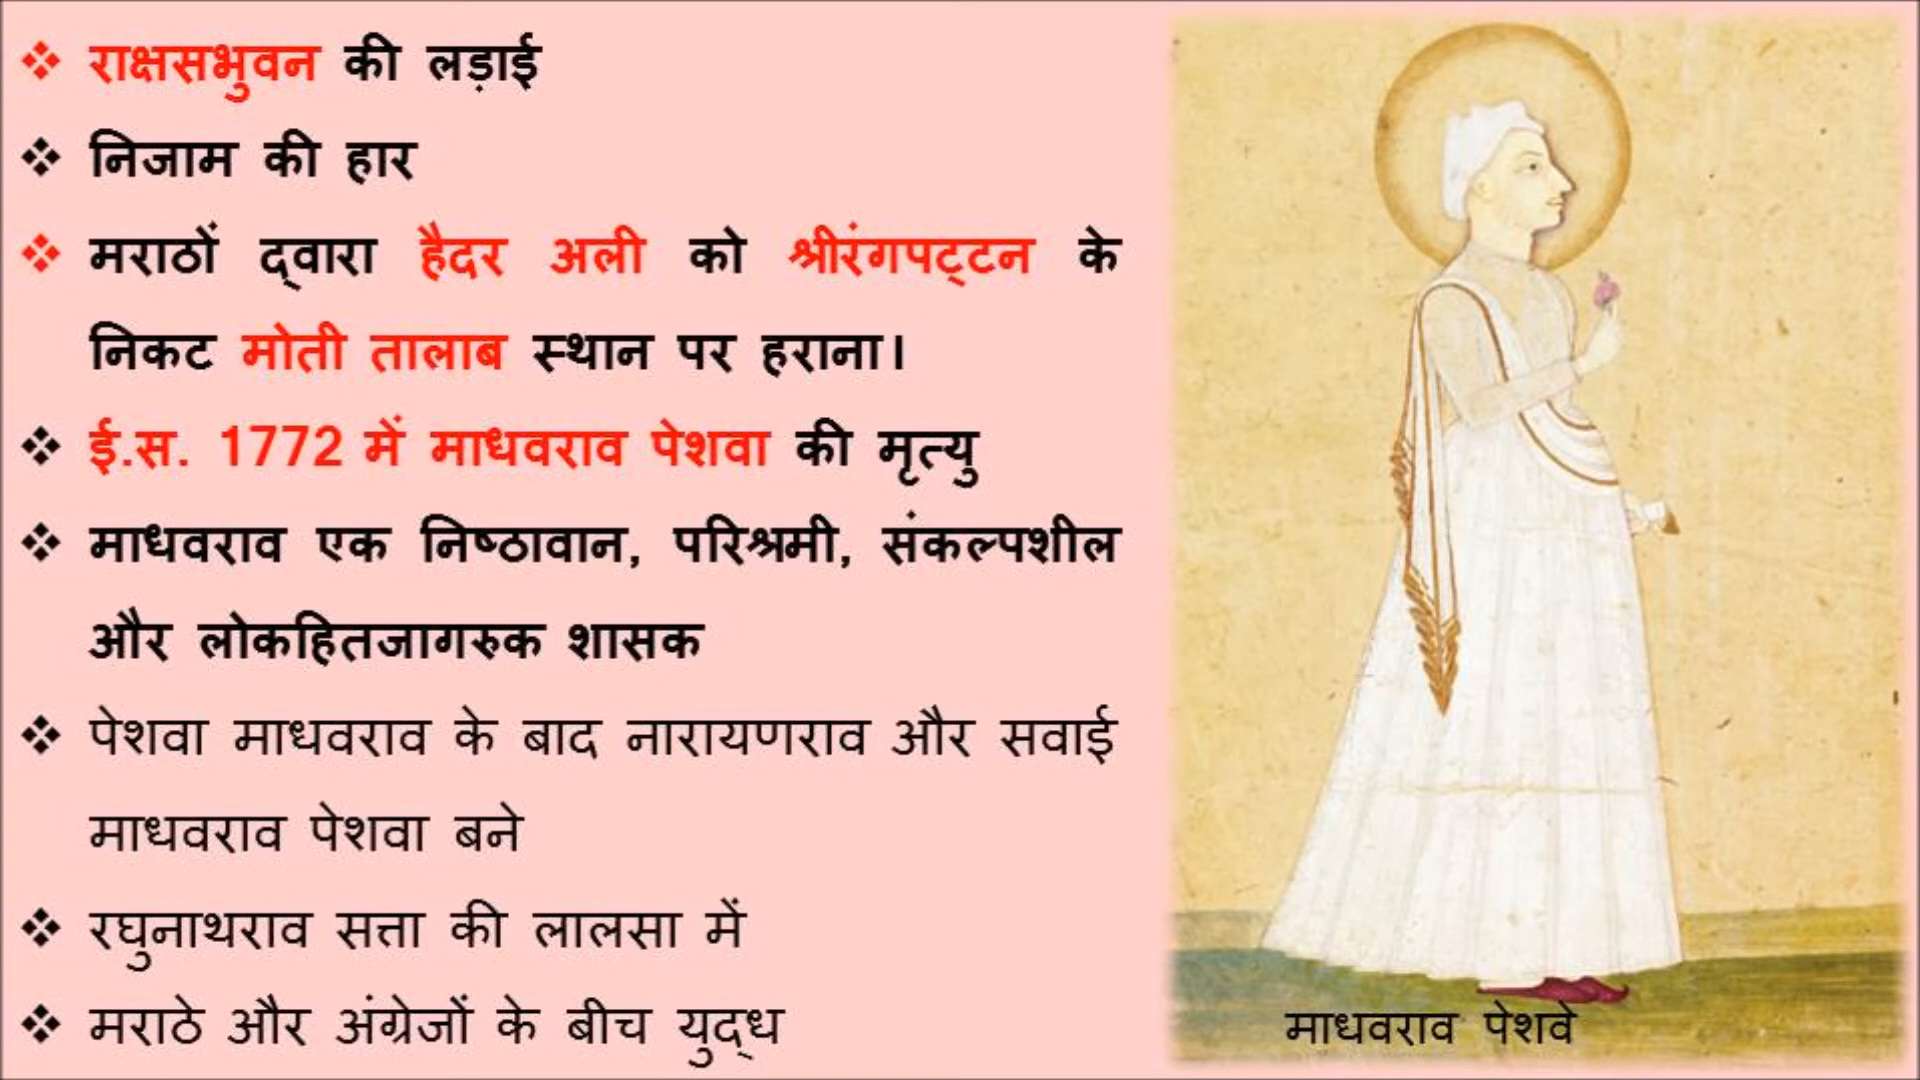 ❖ राक्षसभुवन की लड़ाई
❖ निजाम की हार
❖ मराठों द्वारा हैदर अली को श्रीरंगपट्टन के
निकट मोती तालाब स्थान पर हराना।
❖ ई.स. 1772 में माधवराव पेशवा की मृत्यु
❖ माधवराव एक निष्ठावान, परिश्रमी, संकल्पशील
और लोकहितजागरुक शासक
❖ पेशवा माधवराव के बाद नारायणराव और सवाई
माधवराव पेशवा बने
❖ रघुनाथराव सत्ता की लालसा में
❖ मराठे और अंग्रेजों के बीच युद्ध
माधवराव पेशवे